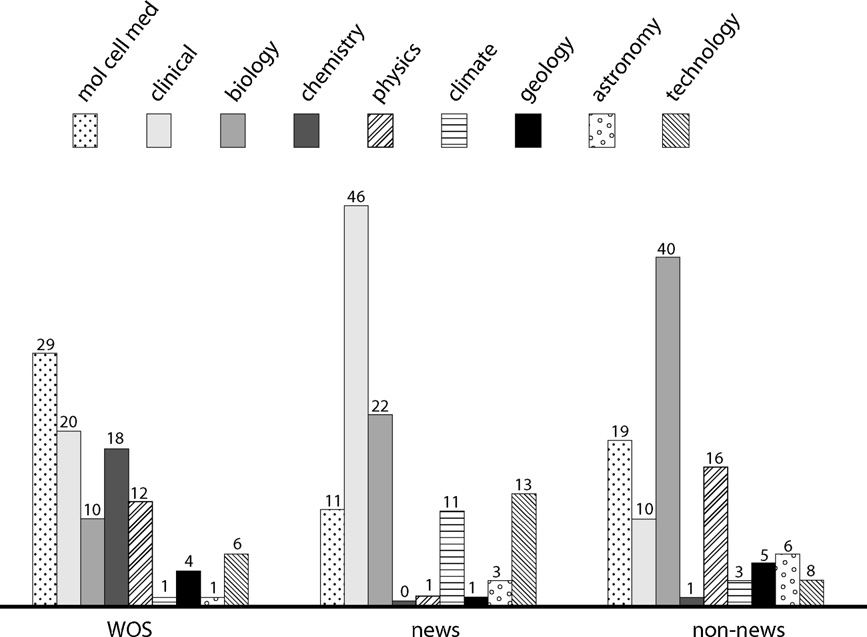 mol cell med
clinical
biology
chemistry
physics
climate
geology
astronomy
technology
29
20
10
18
12
1
4
1
6
11
46
22
0
1
11
1
3
13
19
10
40
1
16
3
5
6
8
WOS
news
non-news